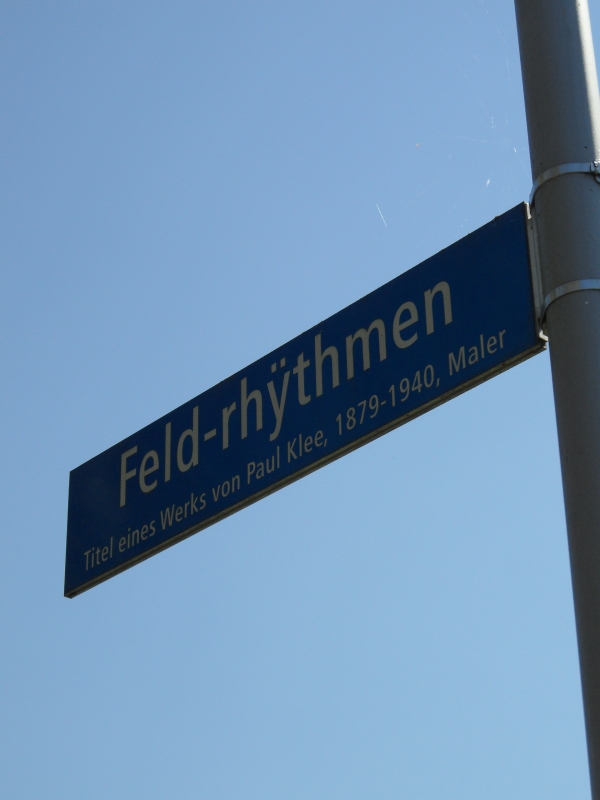 Feld-rhÿthmen
Titel eines Werks von Paul Klee, 1879-1940, Maler